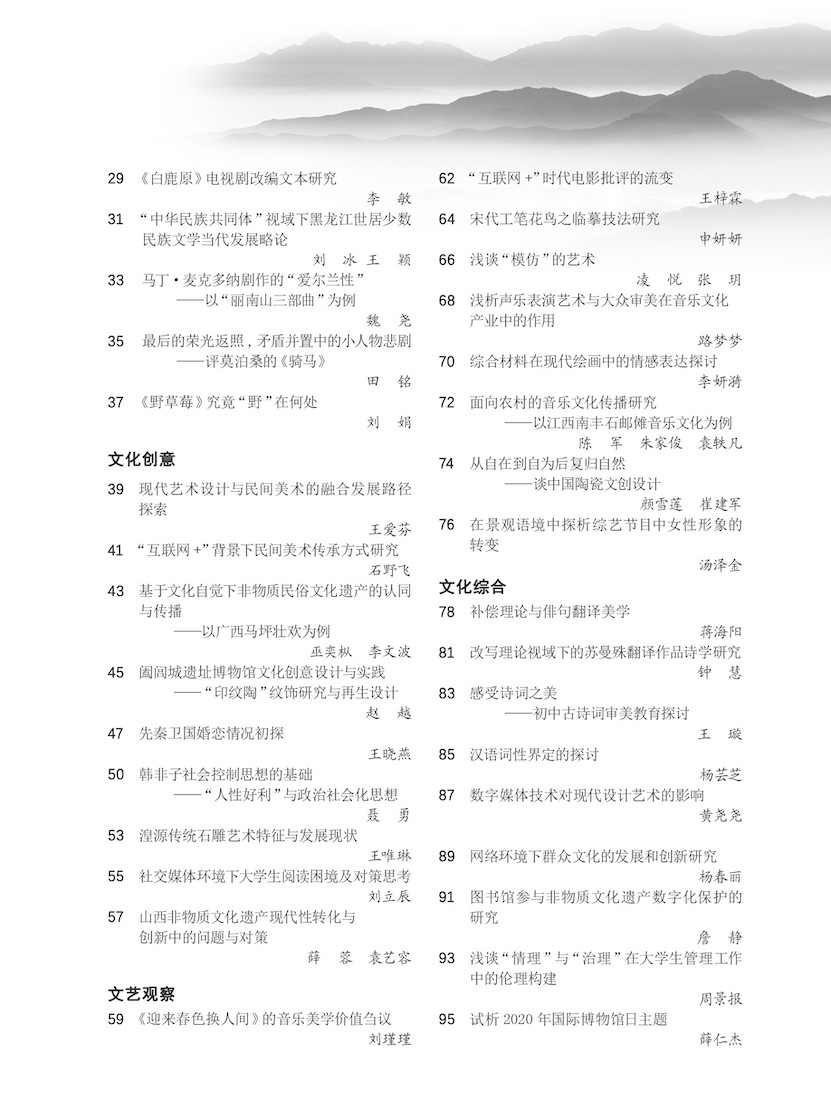 29 《白鹿原》电视剧改编文本研究
李 敏
31 “中华民族共同体”视域下黑龙江世居少数
民族文学当代发展略论
刘 冰 王 颖
33 马丁·麦克多纳剧作的“爱尔兰性”
——以“丽南山三部曲”为例
魏 尧
35 最后的荣光返照,矛盾并置中的小人物悲剧
——评莫泊桑的《骑马》
田 铭
37 《野草莓》究竟“野”在何处
刘 娟
文化创意
39 现代艺术设计与民间美术的融合发展路径
探索
王爱芬
41 “互联网+”背景下民间美术传承方式研究
石野飞
43 基于文化自觉下非物质民俗文化遗产的认同
与传播
——以广西马坪壮欢为例
巫奕枞 李文波
45 阖闾城遗址博物馆文化创意设计与实践
——“印纹陶”纹饰研究与再生设计
赵 越
47 先秦卫国婚恋情况初探
王晓燕
50 韩非子社会控制思想的基础
——“人性好利”与政治社会化思想
聂 勇
53 湟源传统石雕艺术特征与发展现状
王唯琳
55 社交媒体环境下大学生阅读困境及对策思考
刘立辰
57 山西非物质文化遗产现代性转化与
创新中的问题与对策
薛 蓉 袁艺容
文艺观察
59 《迎来春色换人间》的音乐美学价值刍议
刘瑾瑾
62 “互联网+”时代电影批评的流变
王梓霖
64 宋代工笔花鸟之临摹技法研究
申妍妍
66 浅谈“模仿”的艺术
凌 悦 张 玥
68 浅析声乐表演艺术与大众审美在音乐文化
产业中的作用
路梦梦
70 综合材料在现代绘画中的情感表达探讨
李妍漪
72 面向农村的音乐文化传播研究
——以江西南丰石邮傩音乐文化为例
陈 军 朱家俊 袁轶凡
74 从自在到自为后复归自然
——谈中国陶瓷文创设计
颜雪莲 崔建军
76 在景观语境中探析综艺节目中女性形象的
转变
汤泽金
文化综合
78 补偿理论与俳句翻译美学
蒋海阳
81 改写理论视域下的苏曼殊翻译作品诗学研究
钟 慧
83 感受诗词之美
——初中古诗词审美教育探讨
王 璇
85 汉语词性界定的探讨
杨芸芝
87 数字媒体技术对现代设计艺术的影响
黄尧尧
89 网络环境下群众文化的发展和创新研究
杨春丽
91 图书馆参与非物质文化遗产数字化保护的
研究
詹 静
93 浅谈“情理”与“治理”在大学生管理工作
中的伦理构建
周景报
95 试析2020年国际博物馆日主题
薛仁杰